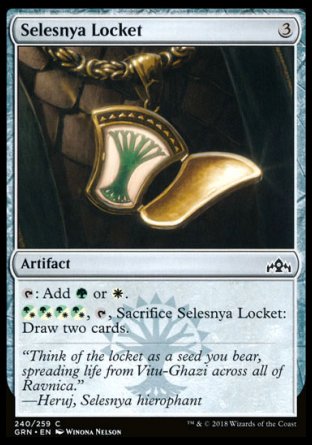 Selesnya Locket 3
Artifact
: Add or .
, , Sacrifice Selesnya Locket:
Draw two cards.
"Think of the locket as a seed you bear,
spreading life from Vitu-Ghazi across all of
Ravnica."
—Heruj, Selesnya hierophant
240/259 C
GRN • EN Winona Nelson ™ & © 2018 Wizards of the Coast